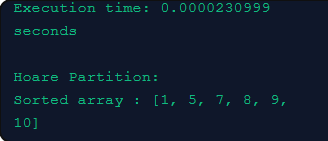 Execution time: 0.0000230999
seconds
Hoare Partition:
Sorted array : [1, 5, 7, 8, 9,
10]